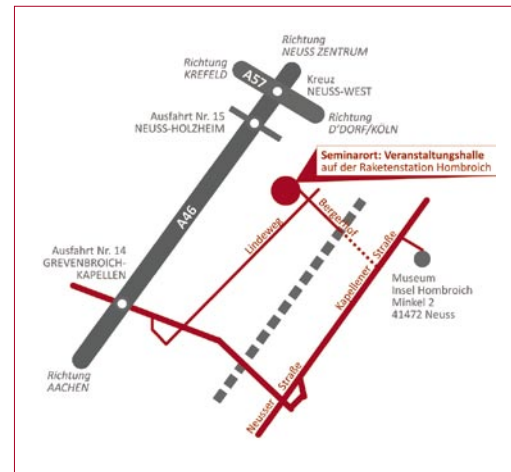 Richtung
NEUSS ZENTRUM
Richtung
KREFELD
A57
Kreuz
NEUSS-WEST
Ausfahrt Nr. 15
NEUSS-HOLZHEIM
Richtung
D'DORF/KÖLN
Seminarort: Veranstaltungshalle
auf der Raketenstation Hombroich
A46
Lindeweg
Bergerhof
Kapellener Straße
Ausfahrt Nr. 14
GREVENBROICH-
KAPELLEN
Museum
Insel Hombroich
Minkel 2
41472 Neuss
Richtung
AACHEN
Neusser Straße